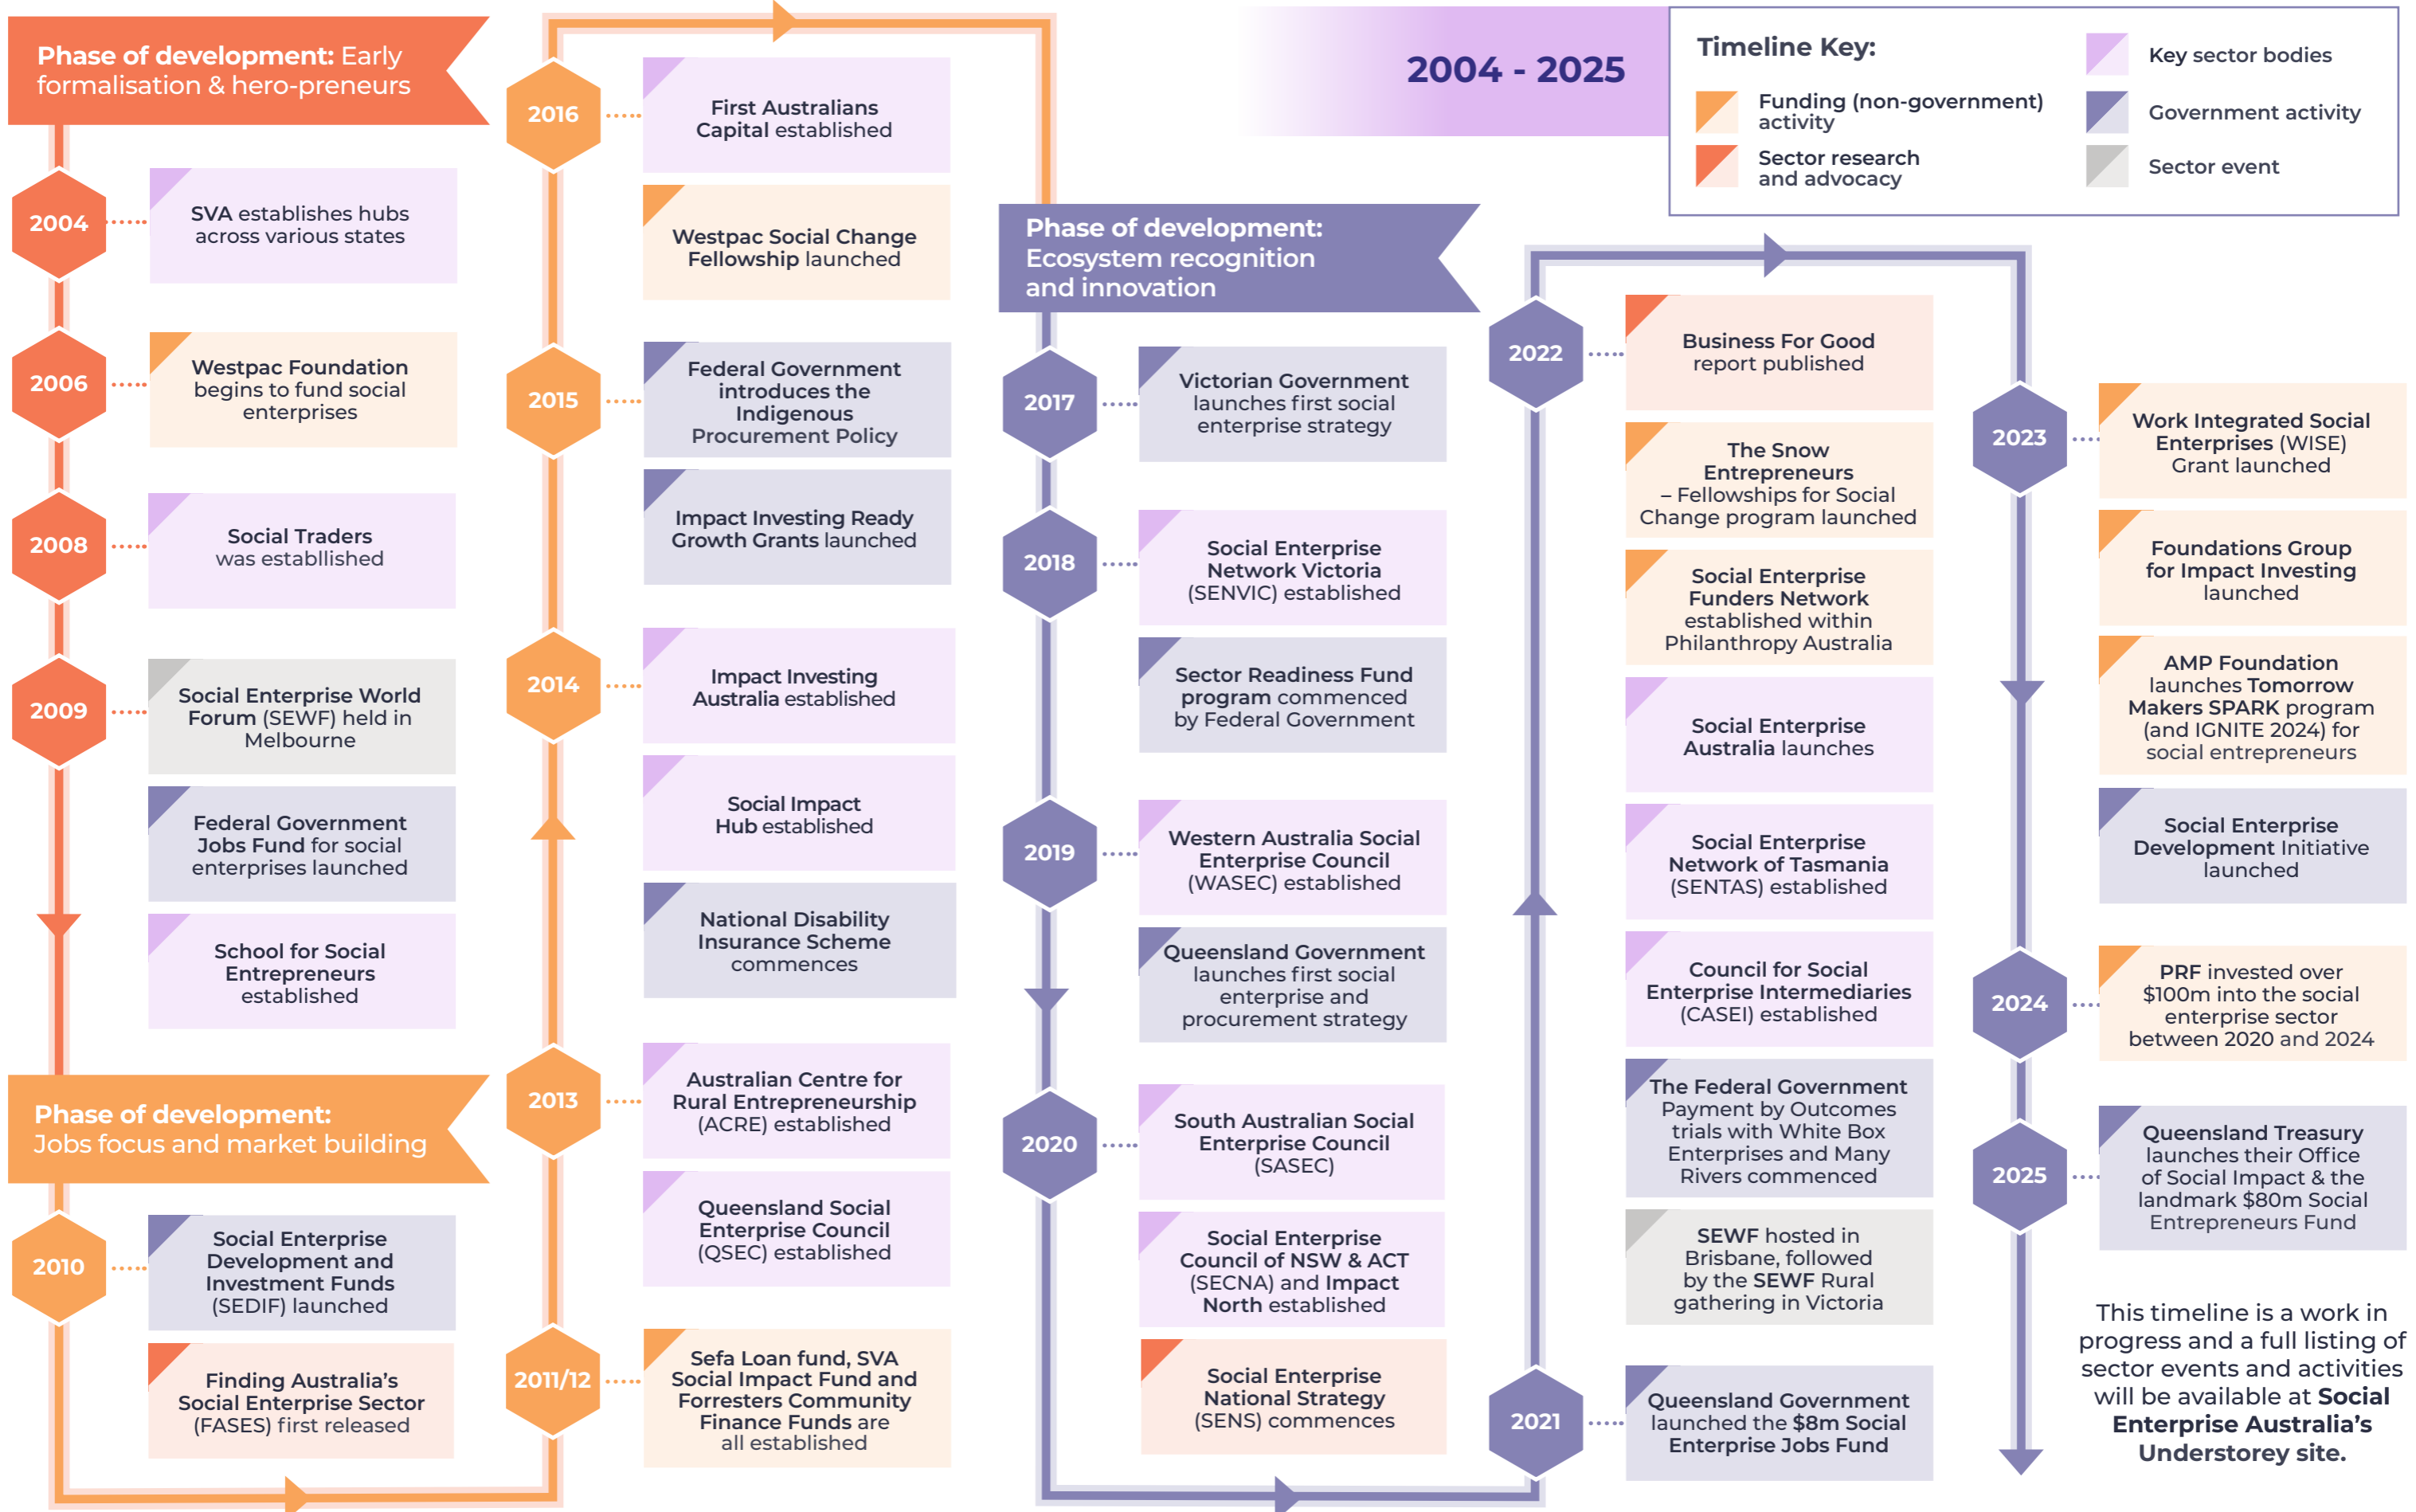 Phase of development: Early
formalisation & hero-preneurs
2004
SVA establishes hubs
across various states
2006
Westpac Foundation
begins to fund social
enterprises
2008
Social Traders
was establlished
2009
Social Enterprise World
Forum (SEWF) held in
Melbourne
Federal Government
Jobs Fund for social
enterprises launched
School for Social
Entrepreneurs
established
Phase of development:
Jobs focus and market building
2010
Social Enterprise
Development and
Investment Funds
(SEDIF) launched
Finding Australia's
Social Enterprise Sector
(FASES) first released
2011/12
Sefa Loan fund, SVA
Social Impact Fund and
Forresters Community
Finance Funds are
all established
2013
Australian Centre for
Rural Entrepreneurship
(ACRE) established
Queensland Social
Enterprise Council
(QSEC) established
2014
Impact Investing
Australia established
Social Impact
Hub established
National Disability
Insurance Scheme
commences
2015
Federal Government
introduces the
Indigenous
Procurement Policy
Impact Investing Ready
Growth Grants launched
2016
First Australians
Capital established
Westpac Social Change
Fellowship launched
2004 - 2025
Timeline Key:
Funding (non-government)
activity
Sector research
and advocacy
Key sector bodies
Government activity
Sector event
Phase of development:
Ecosystem recognition
and innovation
2017
Victorian Government
launches first social
enterprise strategy
2018
Social Enterprise
Network Victoria
(SENVIC) established
Sector Readiness Fund
program commenced
by Federal Government
2019
Western Australia Social
Enterprise Council
(WASEC) established
Queensland Government
launches first social
enterprise and
procurement strategy
2020
South Australian Social
Enterprise Council
(SASEC)
Social Enterprise
Council of NSW & ACT
(SECNA) and Impact
North established
Social Enterprise
National Strategy
(SENS) commences
2021
Queensland Government
launched the $8m Social
Enterprise Jobs Fund
2022
Business For Good
report published
The Snow
Entrepreneurs
– Fellowships for Social
Change program launched
Social Enterprise
Funders Network
established within
Philanthropy Australia
Social Enterprise
Australia launches
Social Enterprise
Network of Tasmania
(SENTAS) established
Council for Social
Enterprise Intermediaries
(CASEI) established
The Federal Government
Payment by Outcomes
trials with White Box
Enterprises and Many
Rivers commenced
SEWF hosted in
Brisbane, followed
by the SEWF Rural
gathering in Victoria
2023
Work Integrated Social
Enterprises (WISE)
Grant launched
Foundations Group
for Impact Investing
launched
AMP Foundation
launches Tomorrow
Makers SPARK program
(and IGNITE 2024) for
social entrepreneurs
Social Enterprise
Development Initiative
launched
2024
PRF invested over
$100m into the social
enterprise sector
between 2020 and 2024
2025
Queensland Treasury
launches their Office
of Social Impact & the
landmark $80m Social
Entrepreneurs Fund
This timeline is a work in
progress and a full listing of
sector events and activities
will be available at Social
Enterprise Australia's
Understorey site.